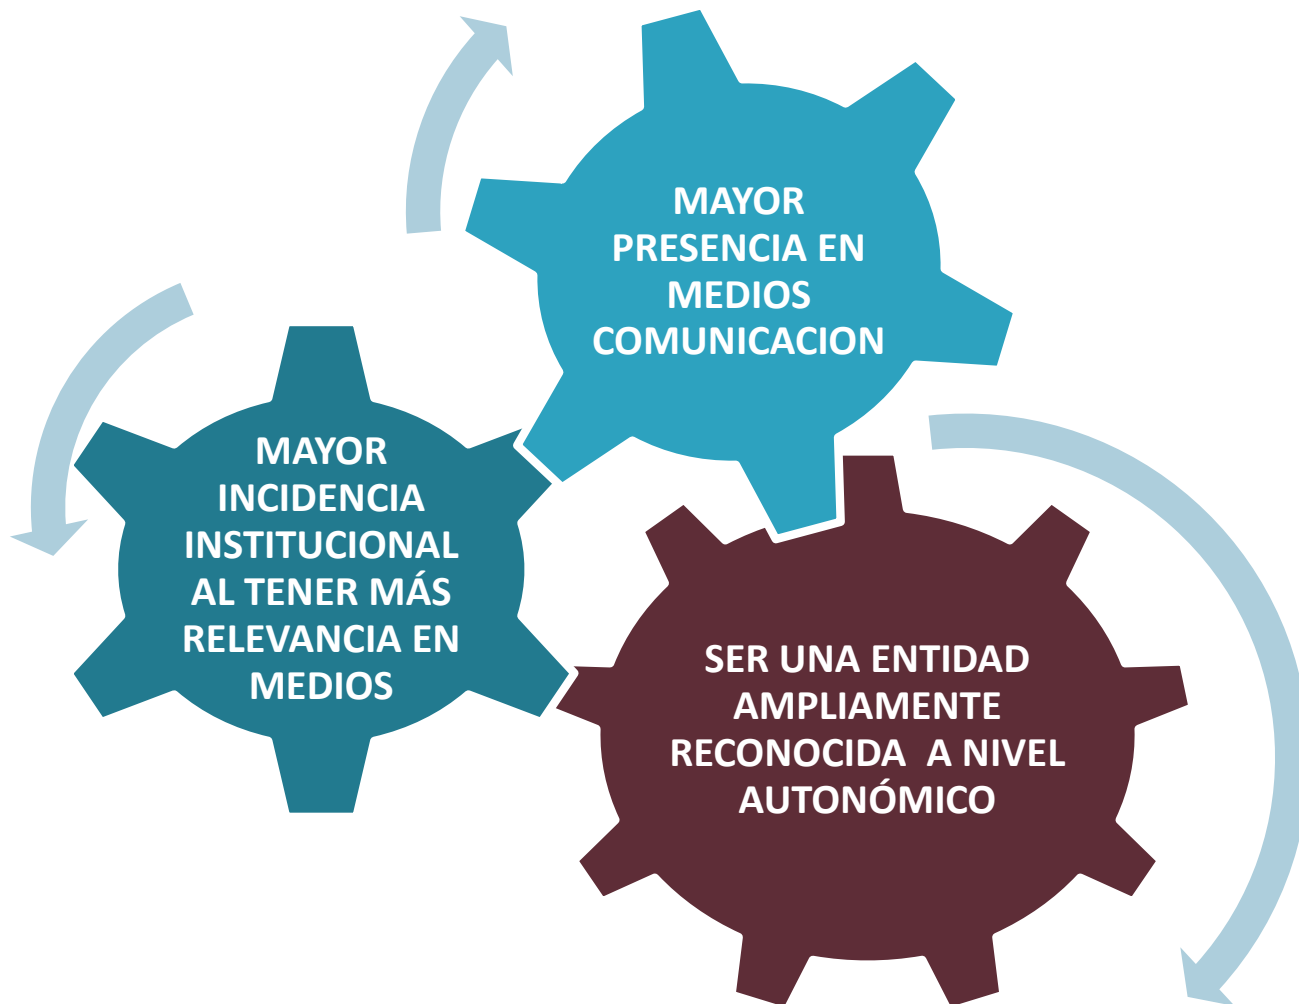 MAYOR
PRESENCIA EN
MEDIOS
COMUNICACION
MAYOR
INCIDENCIA
INSTITUCIONAL
AL TENER MÁS
RELEVANCIA EN
MEDIOS
SER UNA ENTIDAD
AMPLIAMENTE
RECONOCIDA  A NIVEL
AUTONÓMICO